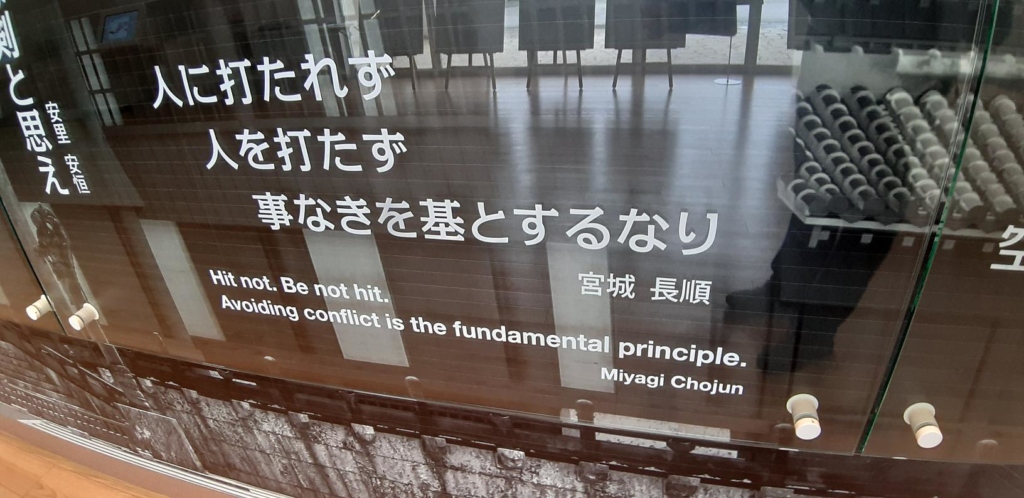 人に打たれず
人を打たず
事なきを基とするなり
宮城 長順
Hit not. Be not hit.
Avoiding conflict is the fundamental principle.
Miyagi Chojun
剣と思え
安里 安恒
空